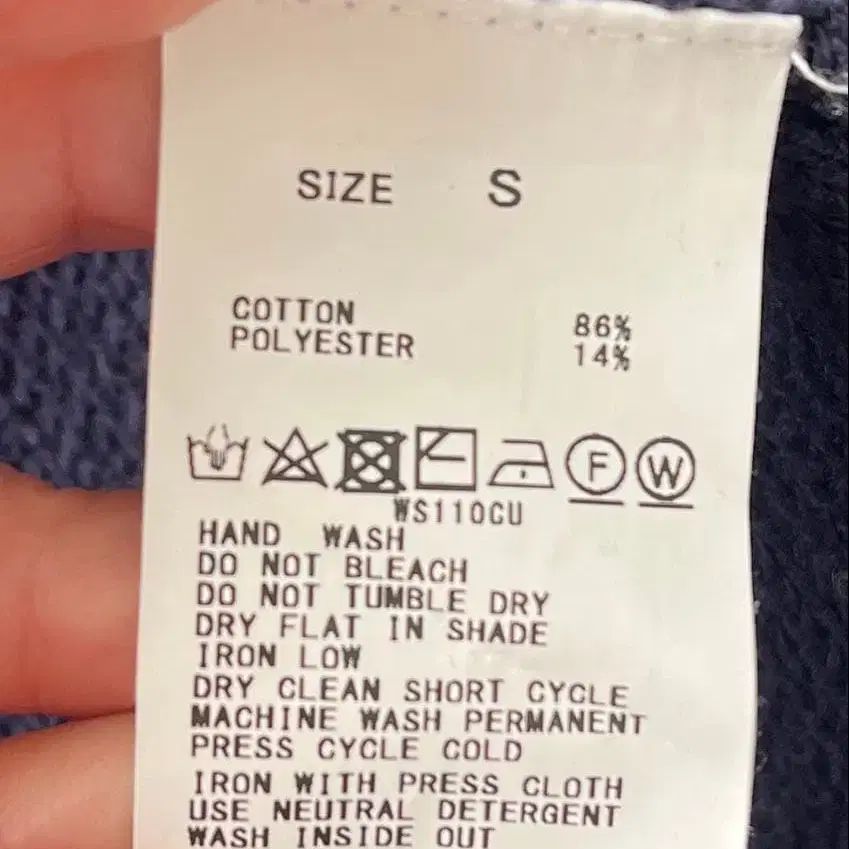 SIZE S
COTTON 86%
POLYESTER 14%
F W
WS110CU
HAND WASH
DO NOT BLEACH
DO NOT TUMBLE DRY
DRY FLAT IN SHADE
IRON LOW
DRY CLEAN SHORT CYCLE
MACHINE WASH PERMANENT
PRESS CYCLE COLD
IRON WITH PRESS CLOTH
USE NEUTRAL DETERGENT
WASH INSIDE OUT